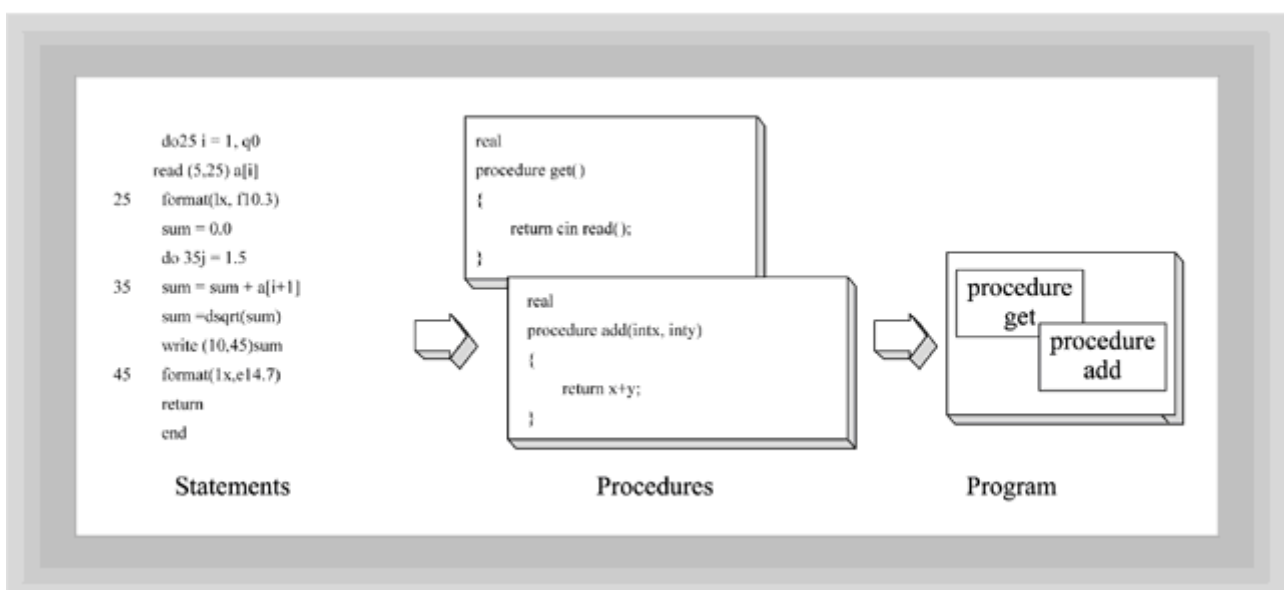 do25 i = 1, q0
read (5,25) a[i]
25 format(1x, f10.3)
sum = 0.0
do 35j = 1.5
35 sum = sum + a[i+1]
sum =dsqrt(sum)
write (10,45)sum
45 format(1x,e14.7)
return
end
Statements
real
procedure get()
{
return cin read();
}
real
procedure add(intx, inty)
{
return x+y;
}
Procedures
procedure
get
procedure
add
Program